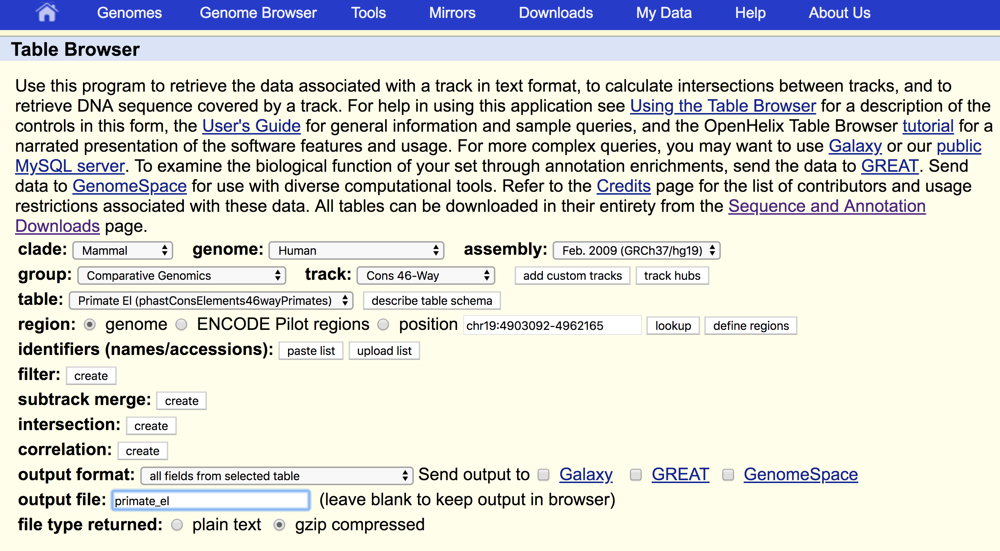 Genomes Genome Browser Tools Mirrors Downloads My Data Help About Us
Table Browser
Use this program to retrieve the data associated with a track in text format, to calculate intersections between tracks, and to
retrieve DNA sequence covered by a track. For help in using this application see Using the Table Browser for a description of the
controls in this form, the User's Guide for general information and sample queries, and the OpenHelix Table Browser tutorial for a
narrated presentation of the software features and usage. For more complex queries, you may want to use Galaxy or our public
MySQL server. To examine the biological function of your set through annotation enrichments, send the data to GREAT. Send
data to GenomeSpace for use with diverse computational tools. Refer to the Credits page for the list of contributors and usage
restrictions associated with these data. All tables can be downloaded in their entirety from the Sequence and Annotation
Downloads page.
clade: Mammal genome: Human assembly: Feb. 2009 (GRCh37/hg19)
group: Comparative Genomics track: Cons 46-Way add custom tracks track hubs
table: Primate El (phastConsElements46wayPrimates) describe table schema
region: genome ENCODE Pilot regions position chr19:4903092-4962165 lookup define regions
identifiers (names/accessions): paste list upload list
filter: create
subtrack merge: create
intersection: create
correlation: create
output format: all fields from selected table Send output to Galaxy GREAT GenomeSpace
output file: primate_el (leave blank to keep output in browser)
file type returned: plain text gzip compressed